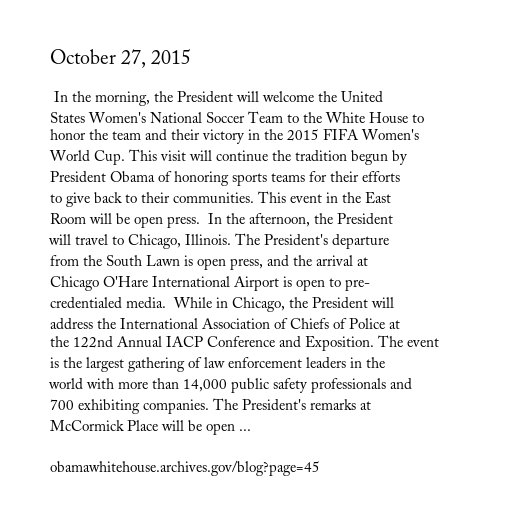 October 27, 2015
In the morning, the President will welcome the United
States Women's National Soccer Team to the White House to
honor the team and their victory in the 2015 FIFA Women's
World Cup. This visit will continue the tradition begun by
President Obama of honoring sports teams for their efforts
to give back to their communities. This event in the East
Room will be open press.  In the afternoon, the President
will travel to Chicago, Illinois. The President's departure
from the South Lawn is open press, and the arrival at
Chicago O'Hare International Airport is open to pre-
credentialed media.  While in Chicago, the President will
address the International Association of Chiefs of Police at
the 122nd Annual IACP Conference and Exposition. The event
is the largest gathering of law enforcement leaders in the
world with more than 14,000 public safety professionals and
700 exhibiting companies. The President's remarks at
McCormick Place will be open ...
obamawhitehouse.archives.gov/blog?page=45